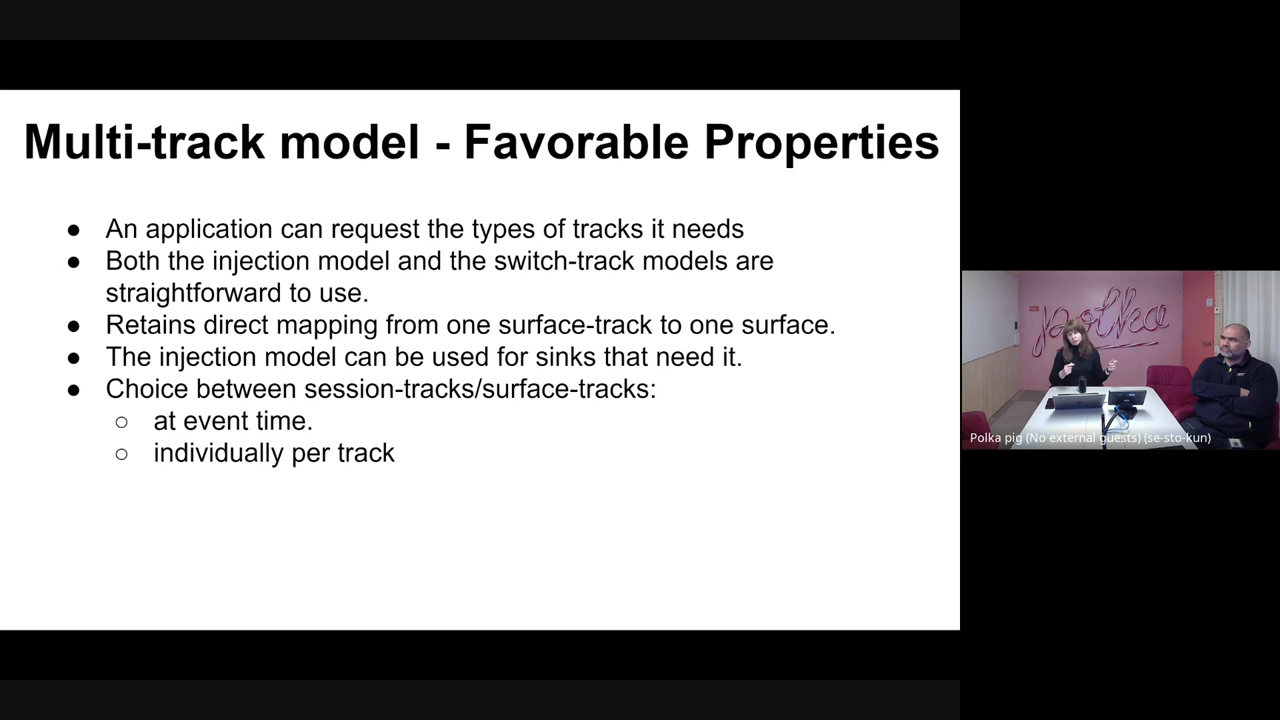 Multi-track model - Favorable Properties
● An application can request the types of tracks it needs
● Both the injection model and the switch-track models are
straightforward to use.
● Retains direct mapping from one surface-track to one surface.
● The injection model can be used for sinks that need it.
● Choice between session-tracks/surface-tracks:
○ at event time.
○ individually per track
polka
Polka pig (No external guests) (se-sto-kun)